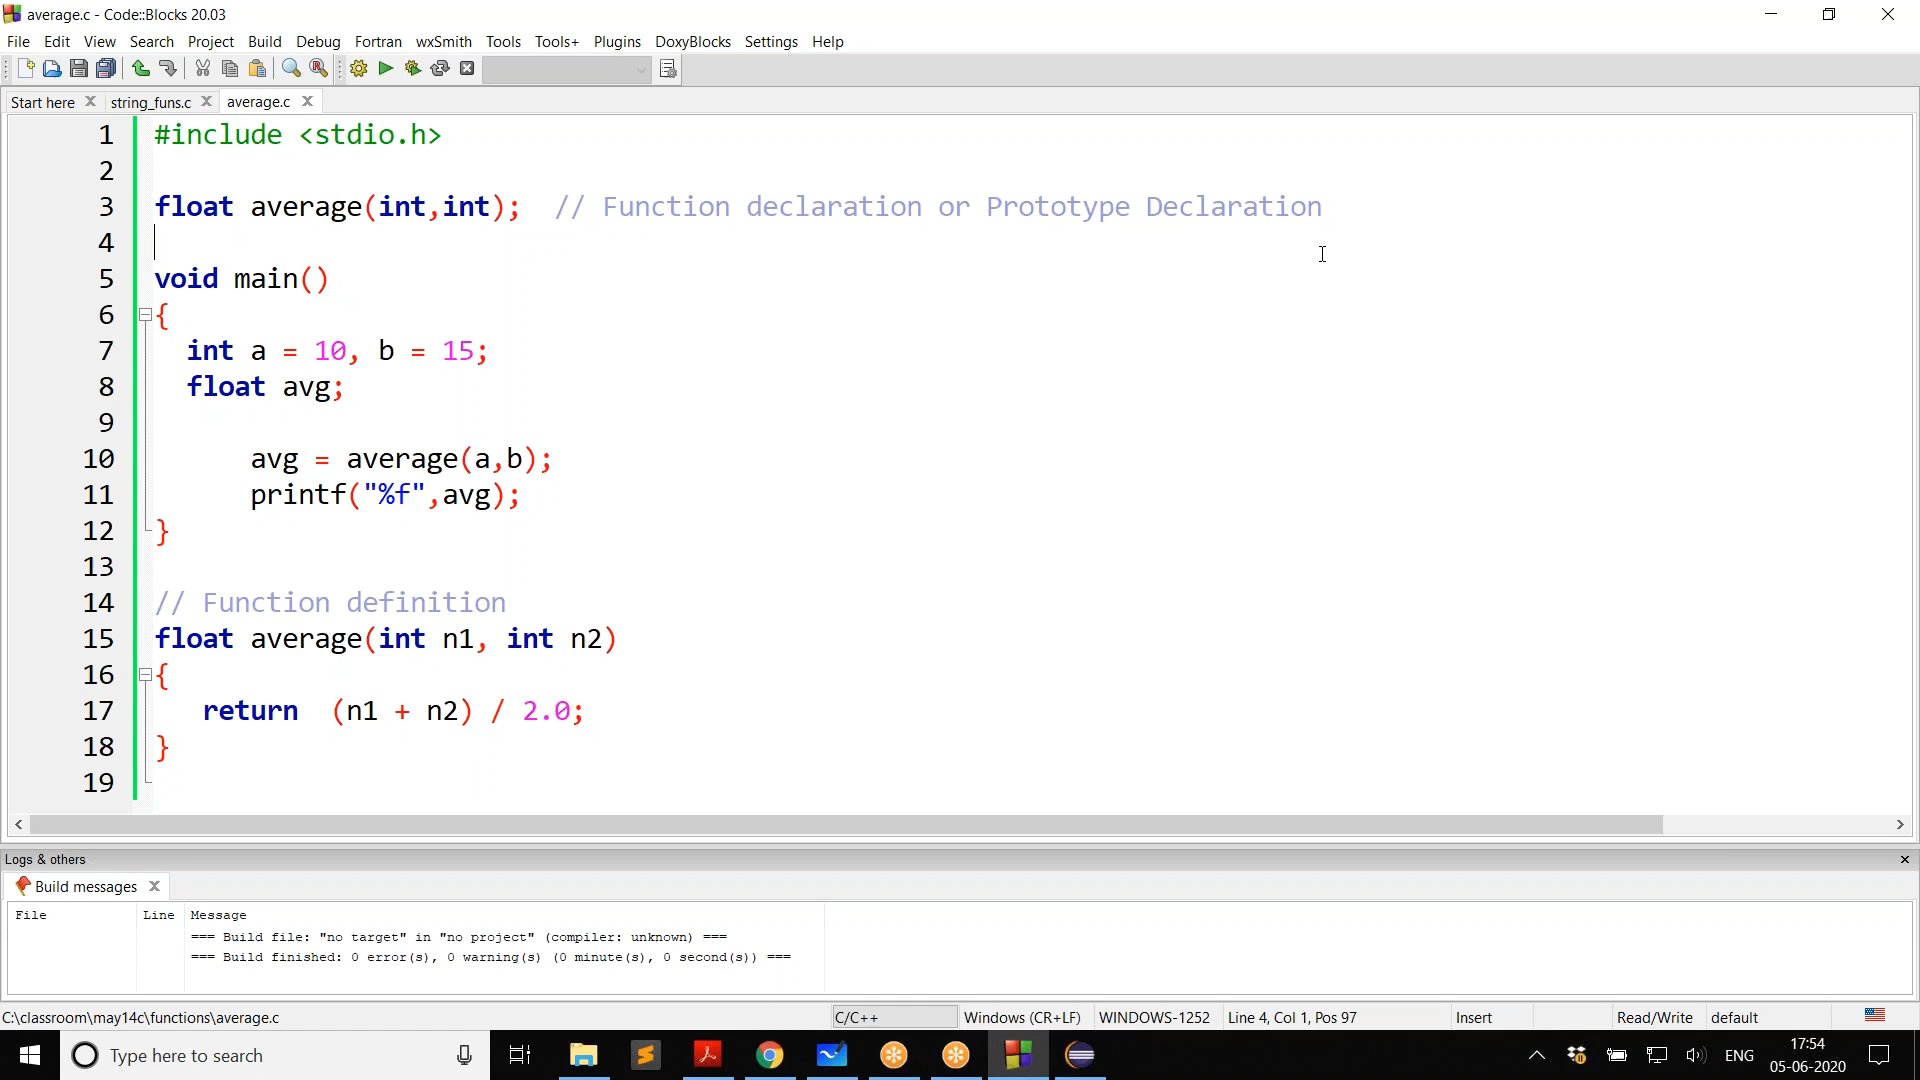 average.c - Code::Blocks 20.03
File Edit View Search Project Build Debug Fortran wxSmith Tools Tools+ Plugins DoxyBlocks Settings Help
Start here string_funs.c average.c
1 #include <stdio.h>
2
3 float average(int,int); // Function declaration or Prototype Declaration
4
5 void main()
6 {
7 int a = 10, b = 15;
8 float avg;
9
10 avg = average(a,b);
11 printf("%f",avg);
12 }
13
14 // Function definition
15 float average(int n1, int n2)
16 {
17 return (n1 + n2) / 2.0;
18 }
19
Logs & others
Build messages
File Line Message
=== Build file: "no target" in "no project" (compiler: unknown) ===
=== Build finished: 0 error(s), 0 warning(s) (0 minute(s), 0 second(s)) ===
C:\classroom\may14c\functions\average.c C/C++ Windows (CR+LF) WINDOWS-1252 Line 4, Col 1, Pos 97 Insert Read/Write default
Type here to search ENG 17:54
05-06-2020